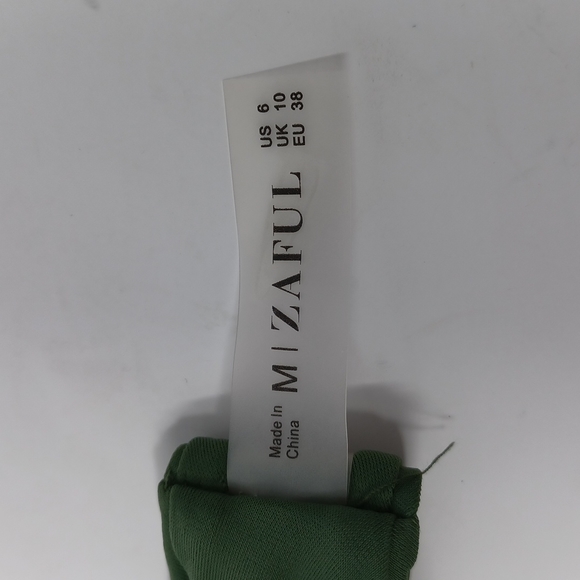 Made In
China
M | ZAFUL
US 6
UK 10
EU 38